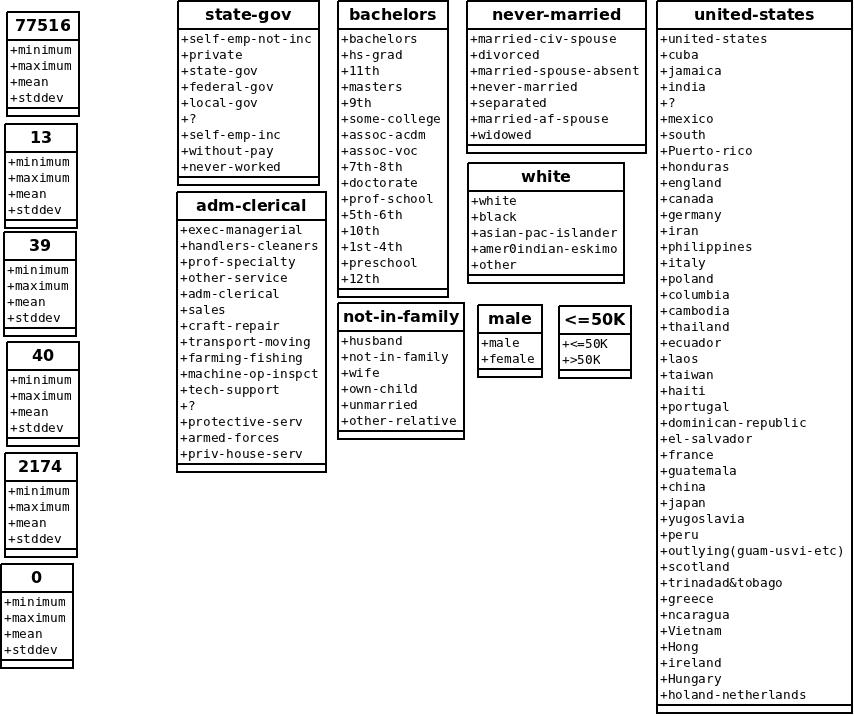 77516
+minimum
+maximum
+mean
+stddev
13
+minimum
+maximum
+mean
+stddev
39
+minimum
+maximum
+mean
+stddev
40
+minimum
+maximum
+mean
+stddev
2174
+minimum
+maximum
+mean
+stddev
0
+minimum
+maximum
+mean
+stddev
state-gov
+self-emp-not-inc
+private
+state-gov
+federal-gov
+local-gov
+?
+self-emp-inc
+without-pay
+never-worked
adm-clerical
+exec-managerial
+handlers-cleaners
+prof-specialty
+other-service
+adm-clerical
+sales
+craft-repair
+transport-moving
+farming-fishing
+machine-op-inspct
+tech-support
+?
+protective-serv
+armed-forces
+priv-house-serv
bachelors
+bachelors
+hs-grad
+11th
+masters
+9th
+some-college
+assoc-acdm
+assoc-voc
+7th-8th
+doctorate
+prof-school
+5th-6th
+10th
+1st-4th
+preschool
+12th
not-in-family
+husband
+not-in-family
+wife
+own-child
+unmarried
+other-relative
never-married
+married-civ-spouse
+divorced
+married-spouse-absent
+never-married
+separated
+married-af-spouse
+widowed
white
+white
+black
+asian-pac-islander
+amer0indian-eskimo
+other
male
+male
+female
<=50K
+<=50K
+>50K
united-states
+united-states
+cuba
+jamaica
+india
+?
+mexico
+south
+Puerto-rico
+honduras
+england
+canada
+germany
+iran
+philippines
+italy
+poland
+columbia
+cambodia
+thailand
+ecuador
+laos
+taiwan
+haiti
+portugal
+dominican-republic
+el-salvador
+france
+guatemala
+china
+japan
+yugoslavia
+peru
+outlying(guam-usvi-etc)
+scotland
+trinadad&tobago
+greece
+ncaragua
+Vietnam
+Hong
+ireland
+Hungary
+holand-netherlands